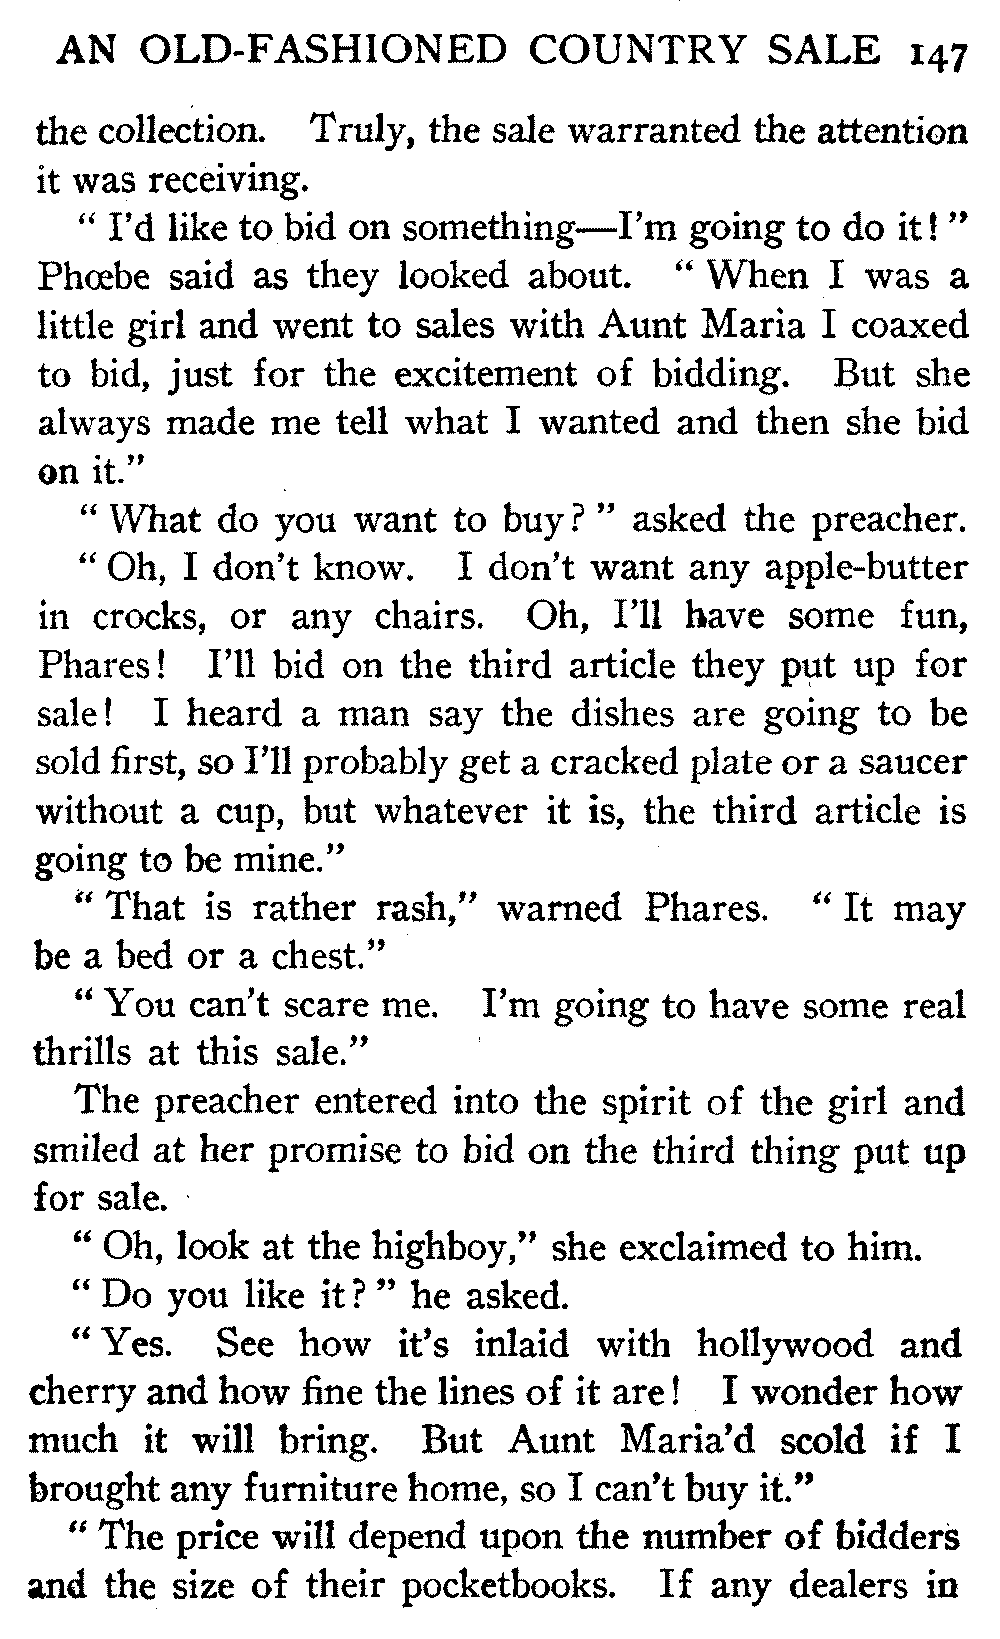 AN OLD-FASHIONED COUNTRY SALE 147
the collection. Truly, the sale warranted the attention
it was receiving.
“ I’d like to bid on something—I’m going to do it! ”
Phœbe said as they looked about. “ When I was a
little girl and went to sales with Aunt Maria I coaxed
to bid, just for the excitement of bidding. But she
always made me tell what I wanted and then she bid
on it.”
“ What do you want to buy? ” asked the preacher.
“ Oh, I don’t know. I don’t want any apple-butter
in crocks, or any chairs. Oh, I’ll have some fun,
Phares! I’ll bid on the third article they put up for
sale! I heard a man say the dishes are going to be
sold first, so I’ll probably get a cracked plate or a saucer
without a cup, but whatever it is, the third article is
going to be mine.”
“ That is rather rash,” warned Phares. “ It may
be a bed or a chest.”
“ You can’t scare me. I’m going to have some real
thrills at this sale.”
The preacher entered into the spirit of the girl and
smiled at her promise to bid on the third thing put up
for sale.
“ Oh, look at the highboy,” she exclaimed to him.
“ Do you like it? ” he asked.
“ Yes. See how it’s inlaid with hollywood and
cherry and how fine the lines of it are! I wonder how
much it will bring. But Aunt Maria’d scold if I
brought any furniture home, so I can’t buy it.”
“ The price will depend upon the number of bidders
and the size of their pocketbooks. If any dealers in